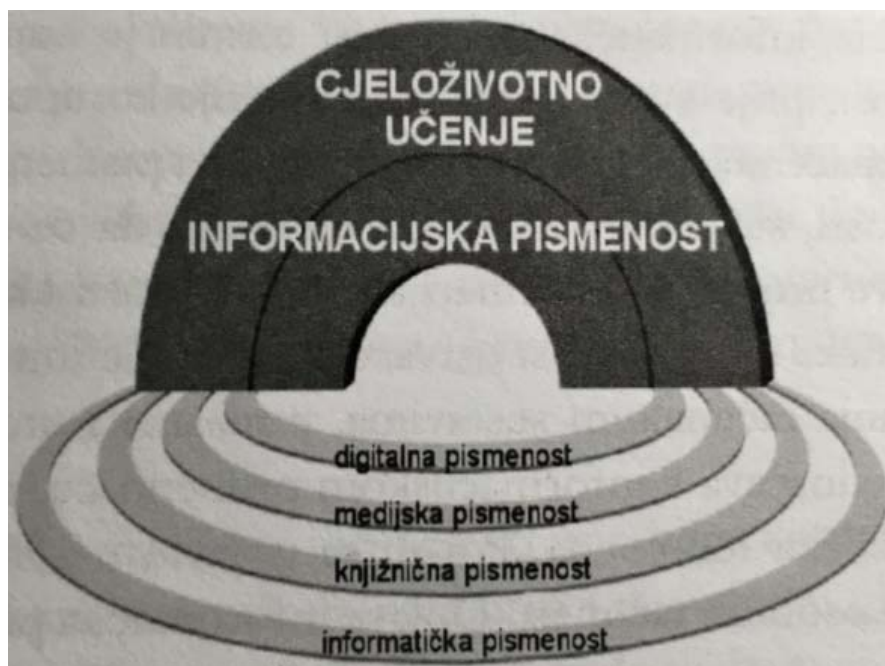 CJELOŽIVOTNO
UČENJE
INFORMACIJSKA PISMENOST
digitalna pismenost
medijska pismenost
knjižnična pismenost
informatička pismenost